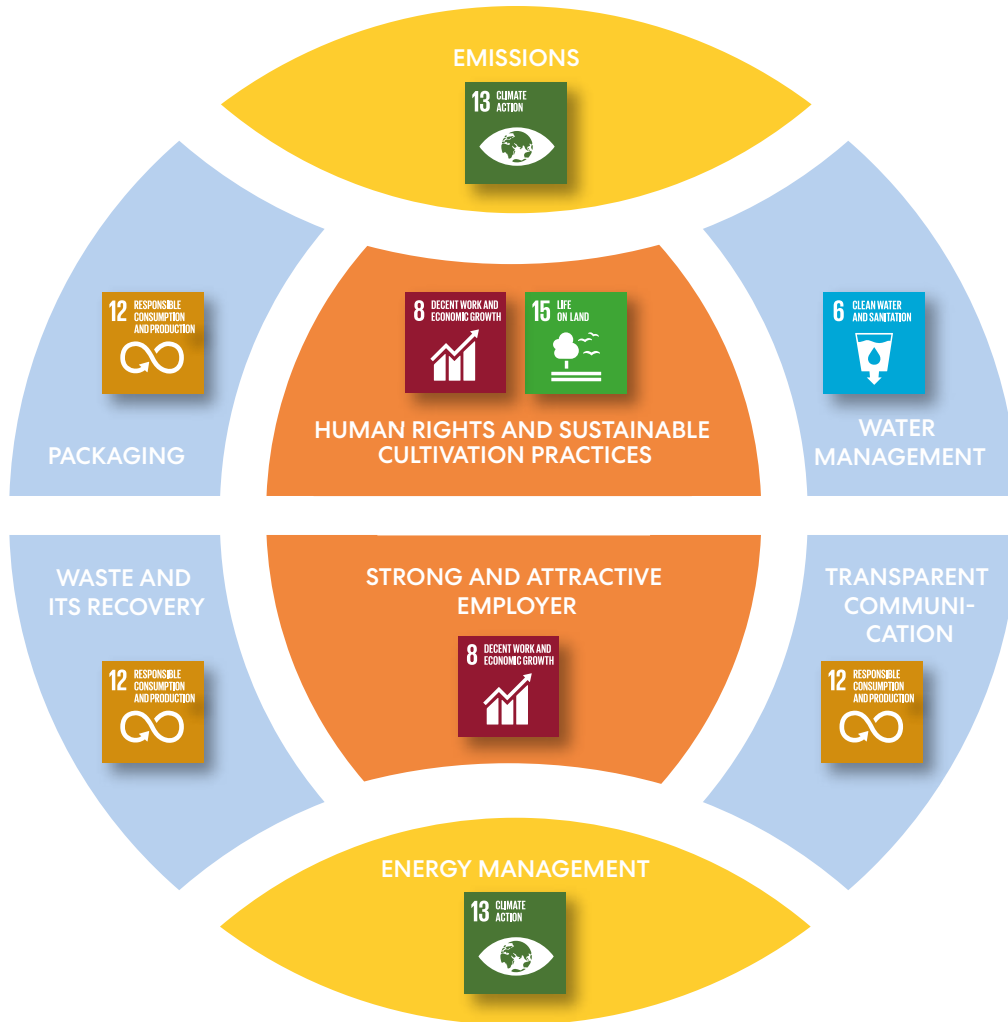 EMISSIONS
13 CLIMATE
ACTION
12 RESPONSIBLE
CONSUMPTION
AND PRODUCTION
PACKAGING
8 DECENT WORK AND
ECONOMIC GROWTH
15 LIFE
ON LAND
HUMAN RIGHTS AND SUSTAINABLE
CULTIVATION PRACTICES
6 CLEAN WATER
AND SANITATION
WATER
MANAGEMENT
WASTE AND
ITS RECOVERY
12 RESPONSIBLE
CONSUMPTION
AND PRODUCTION
STRONG AND ATTRACTIVE
EMPLOYER
8 DECENT WORK AND
ECONOMIC GROWTH
TRANSPARENT
COMMUNI-
CATION
12 RESPONSIBLE
CONSUMPTION
AND PRODUCTION
ENERGY MANAGEMENT
13 CLIMATE
ACTION